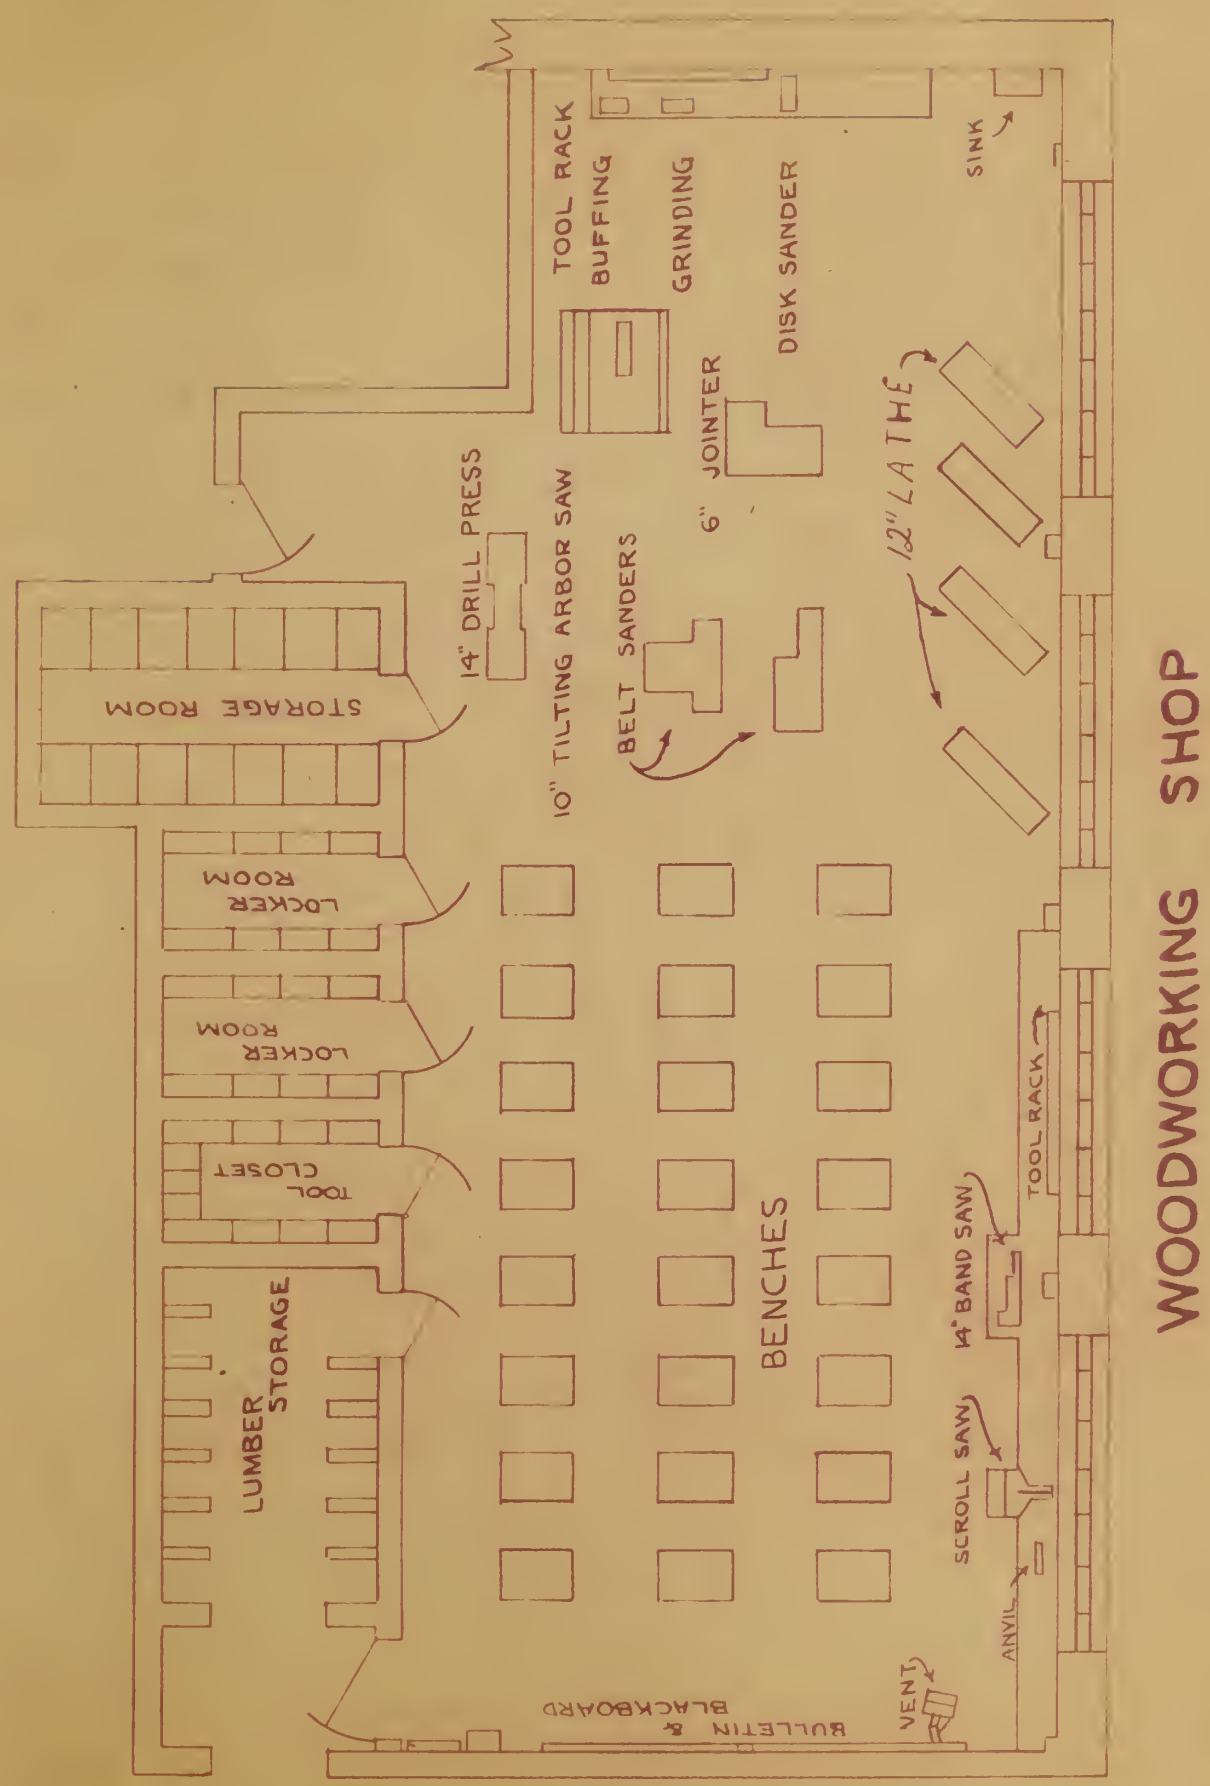 TOOL RACK
BUFFING
GRINDING
DISK SANDER
SINK
14" DRILL PRESS
10" TILTING ARBOR SAW
BELT SANDERS
6" JOINTER
12" LATHE
STORAGE ROOM
LOCKER
ROOM
LOCKER
ROOM
TOOL
CLOSET
LUMBER
STORAGE
BENCHES
TOOL RACK
14" BAND SAW
SCROLL SAW
ANVIL
VENT
BULLETIN &
BLACKBOARD
WOODWORKING SHOP